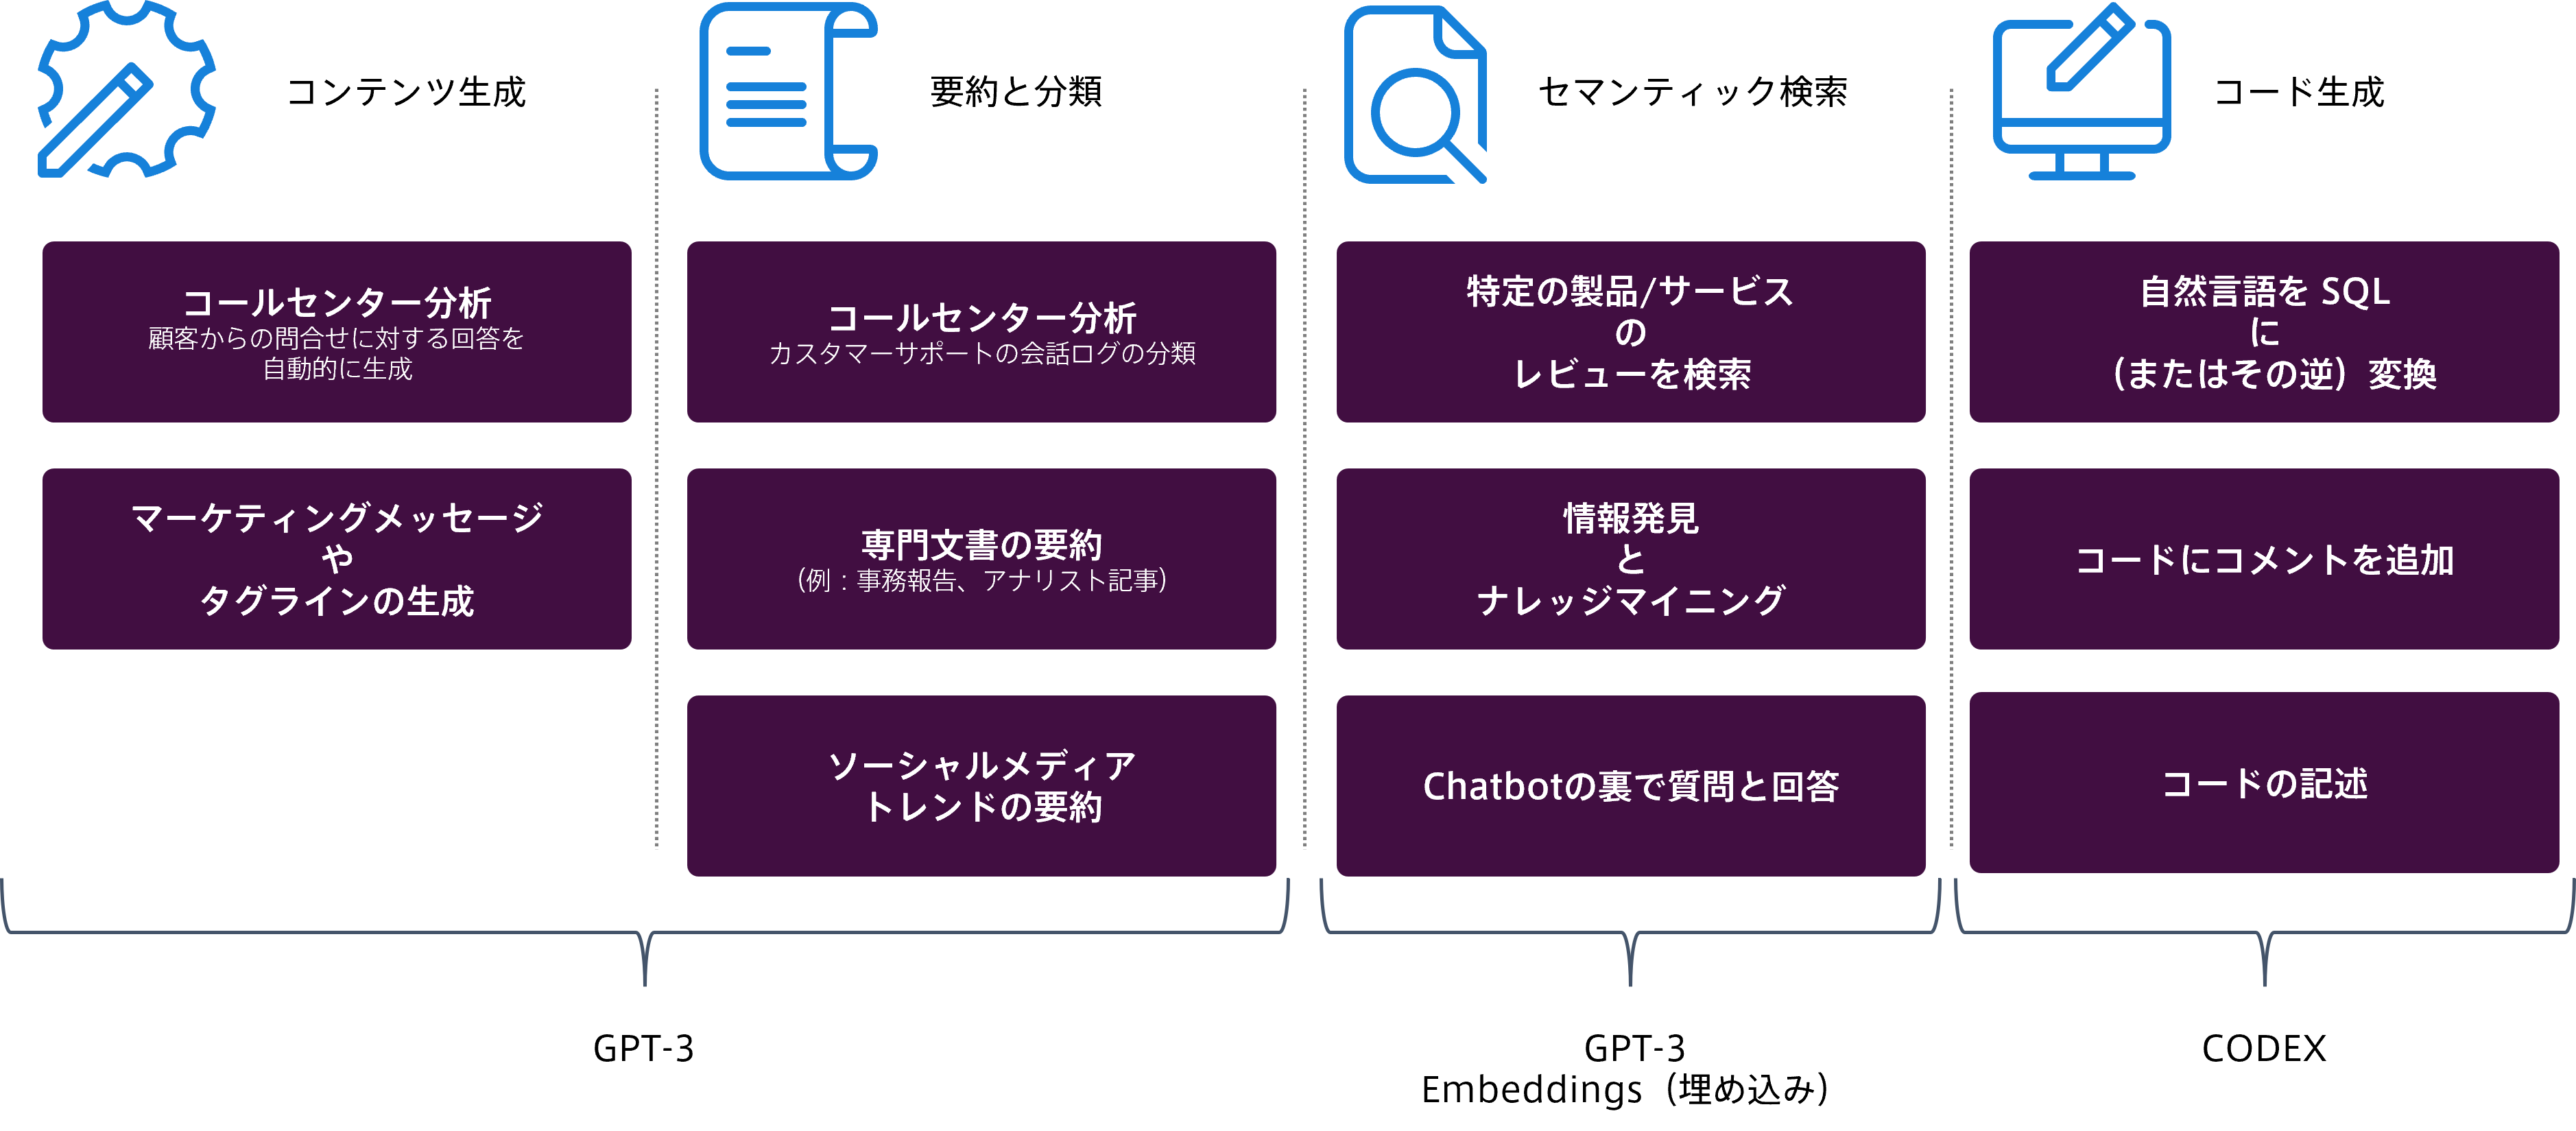 コンテンツ生成
コールセンター分析
顧客からの問合せに対する回答を
自動的に生成
マーケティングメッセージ
や
タグラインの生成
要約と分類
コールセンター分析
カスタマーサポートの会話ログの分類
専門文書の要約
（例：事務報告、アナリスト記事）
ソーシャルメディア
トレンドの要約
セマンティック検索
特定の製品/サービス
の
レビューを検索
情報発見
と
ナレッジマイニング
Chatbotの裏で質問と回答
コード生成
自然言語を SQL
に
（またはその逆）変換
コードにコメントを追加
コードの記述
GPT-3
GPT-3
Embeddings（埋め込み）
CODEX